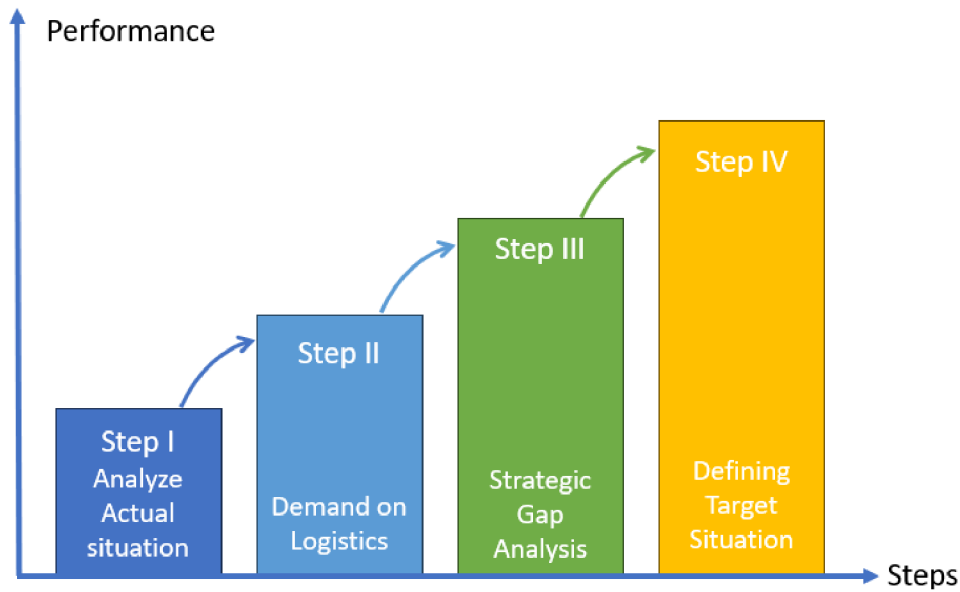 Performance
Step I
Analyze
Actual
situation
Step II
Demand on
Logistics
Step III
Strategic
Gap
Analysis
Step IV
Defining
Target
Situation
Steps